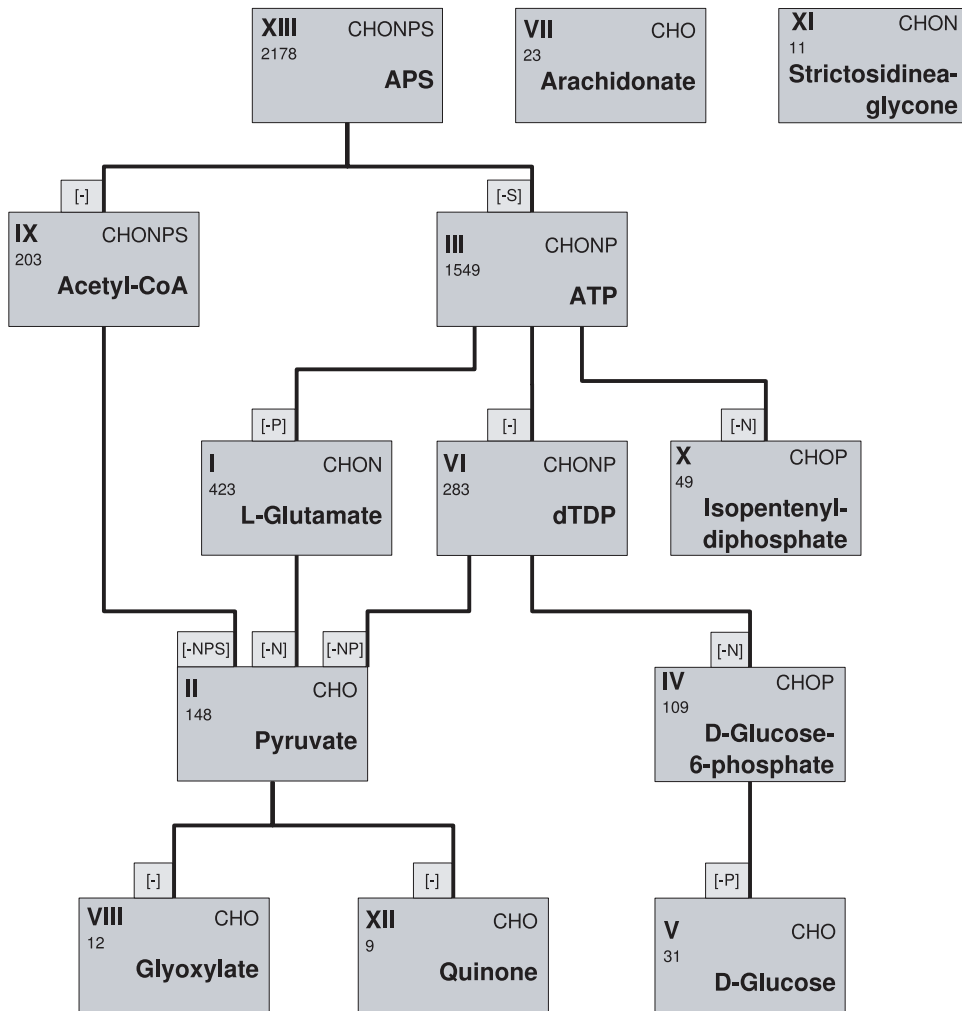 XIII CHONPS
2178
APS
VII CHO
23
Arachidonate
XI CHON
11
Strictosidinea-
glycone
[-]
[-S]
IX CHONPS
203
Acetyl-CoA
III CHONP
1549
ATP
[-P]
[-]
[-N]
I CHON
423
L-Glutamate
VI CHONP
283
dTDP
X CHOP
49
Isopentenyl-
diphosphate
[-NPS]
[-N]
[-NP]
[-N]
II CHO
148
Pyruvate
IV CHOP
109
D-Glucose-
6-phosphate
[-]
[-]
[-P]
VIII CHO
12
Glyoxylate
XII CHO
9
Quinone
V CHO
31
D-Glucose